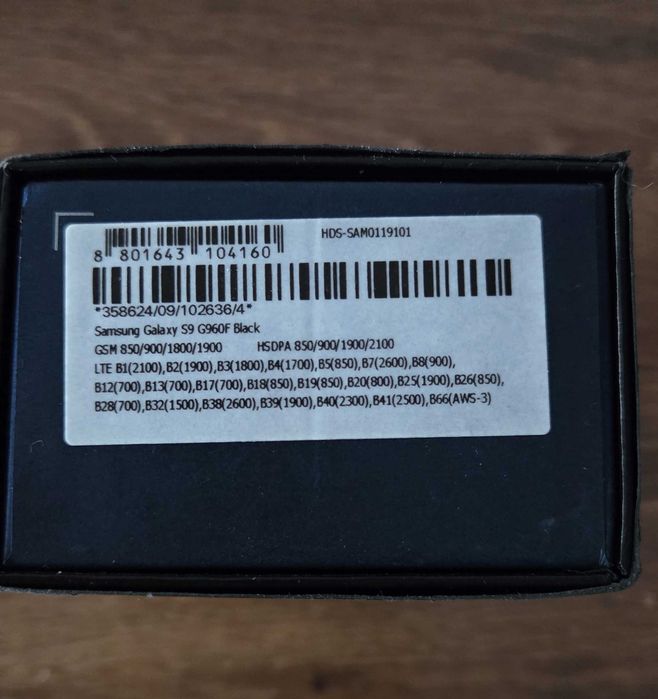 HDS-SAM0119101
8 801643 104160
*358624/09/102636/4*
Samsung Galaxy S9 G960F Black
GSM 850/900/1800/1900 HSDPA 850/900/1900/2100
LTE B1(2100),B2(1900),B3(1800),B4(1700),B5(850),B7(2600),B8(900),
B12(700),B13(700),B17(700),B18(850),B19(850),B20(800),B25(1900),B26(850),
B28(700),B32(1500),B38(2600),B39(1900),B40(2300),B41(2500),B66(AWS-3)